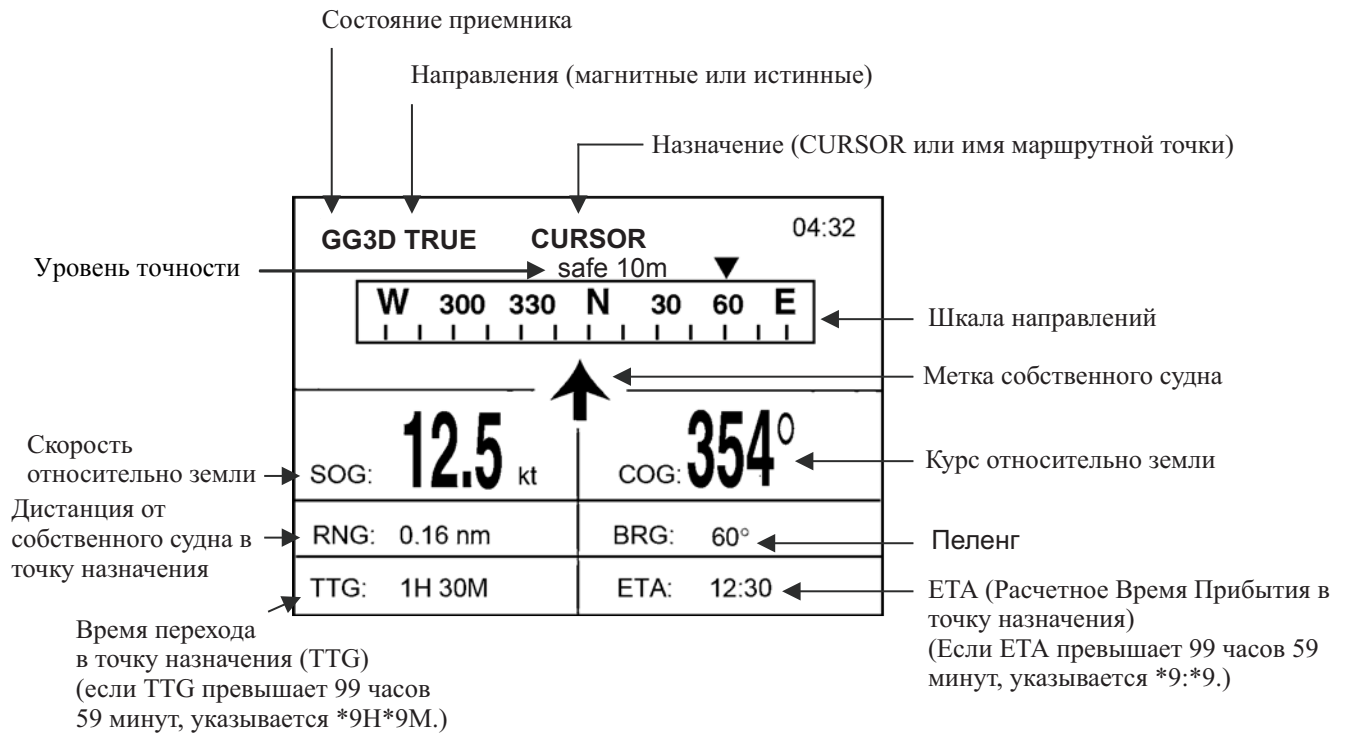 Состояние приемника
Направления (магнитные или истинные)
Назначение (CURSOR или имя маршрутной точки)
GG3D TRUE CURSOR 04:32
Уровень точности
safe 10m
W 300 330 N 30 60 E
Шкала направлений
Метка собственного судна
Скорость
относительно земли
SOG: 12.5 kt
COG: 354°
Курс относительно земли
Дистанция от
собственного судна в
точку назначения
RNG: 0.16 nm
BRG: 60°
Пеленг
TTG: 1H 30M
ETA: 12:30
ETA (Расчетное Время Прибытия в
точку назначения)
(Если ETA превышает 99 часов 59
минут, указывается *9:*9.)
Время перехода
в точку назначения (TTG)
(если TTG превышает 99 часов
59 минут, указывается *9H*9M.)